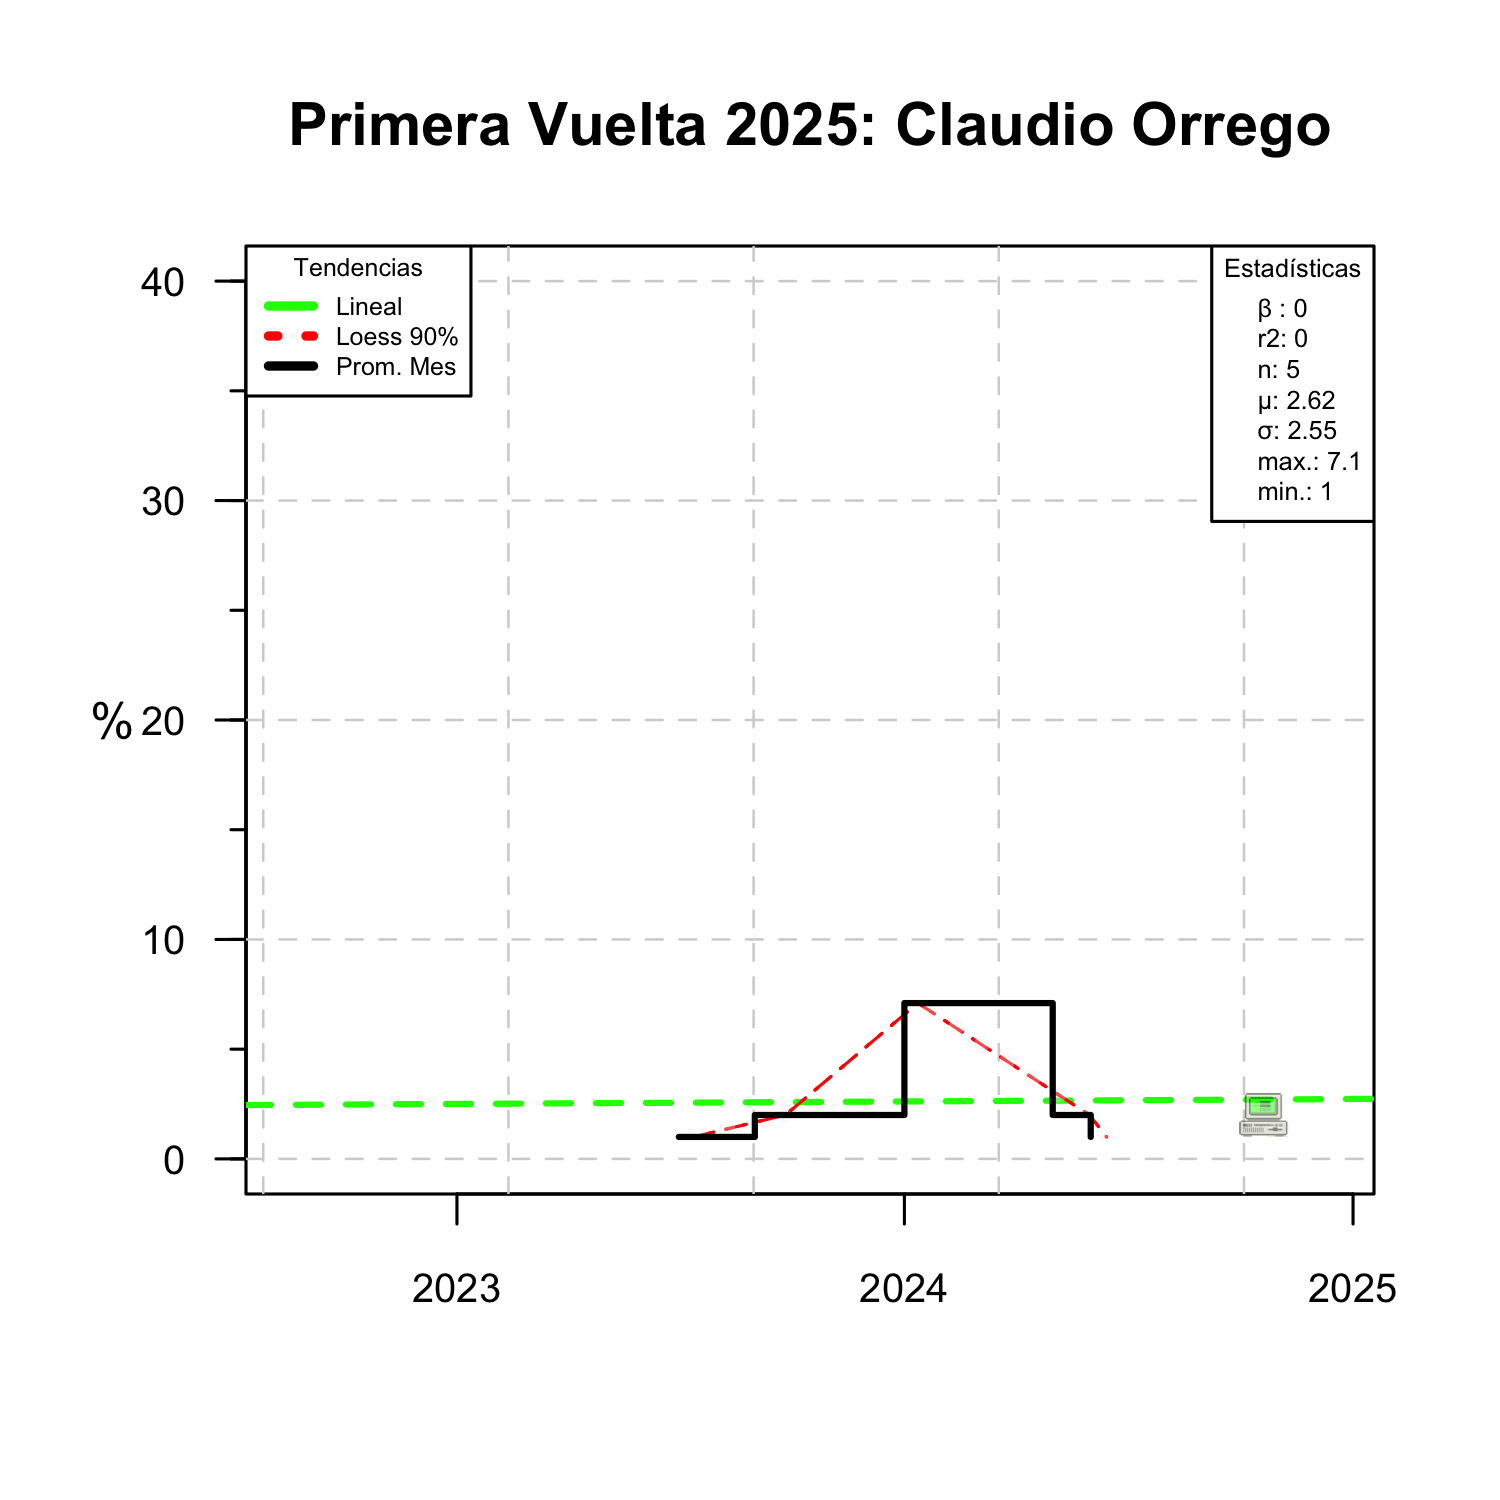 Primera Vuelta 2025: Claudio Orrego
Tendencias
Lineal
Loess 90%
Prom. Mes
Estadísticas
β : 0
r2: 0
n: 5
μ: 2.62
σ: 2.55
max.: 7.1
min.: 1
40
30
% 20
10
0
2023
2024
2025